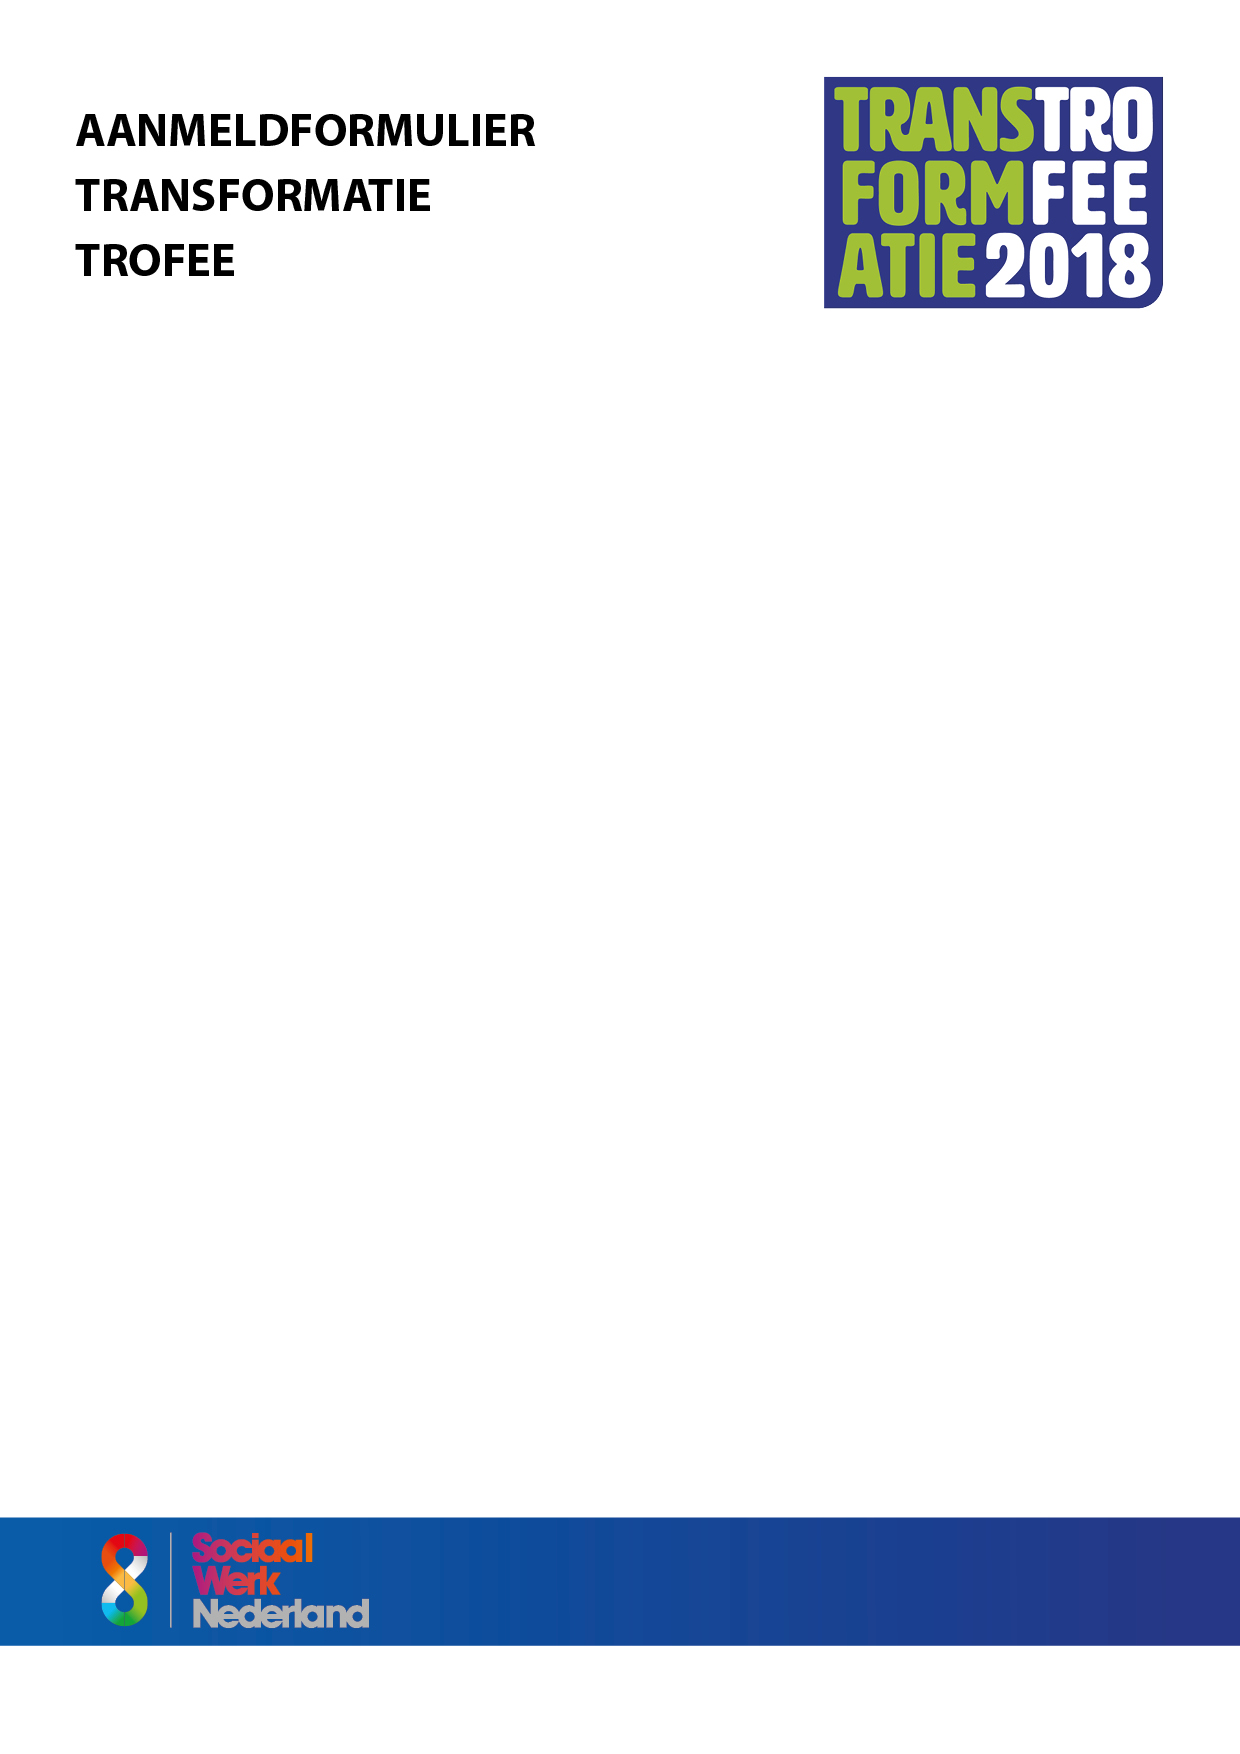 AANMELDFORMULIER
TRANSFORMATIE
TROFEE
TRANSTRO
FORMFEE
ATIE2018
Sociaal
Werk
Nederland